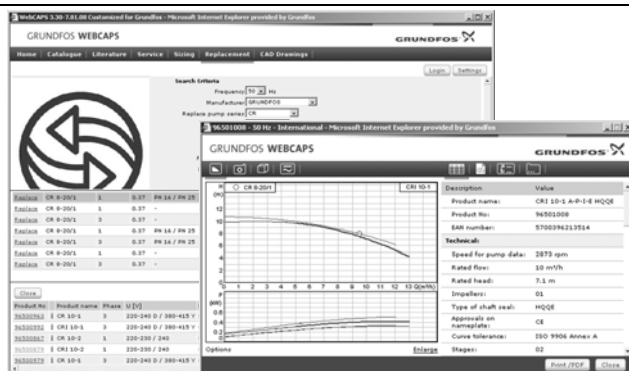 WebCAPS 3.30-7.01.08 Customized for Grundfos - Microsoft Internet Explorer provided by Grundfos
GRUNDFOS WEBCAPS
GRUNDFOS
Home Catalogue Literature Service Sizing Replacement CAD Drawings
Login Settings
Search Criteria
Frequency 50 Hz
Manufacturer GRUNDFOS
Replace pump series CR
Replace CR 8-20/1 1 0.37 PN 16 / PN 25
Replace CR 8-20/1 1 0.37 -
Replace CR 8-20/1 3 0.37 -
Replace CR 8-20/1 3 0.37 PN 16 / PN 25
Replace CR 8-20/1 1 0.37 PN 16 / PN 25
Replace CR 8-20/1 1 0.37 -
Replace CR 8-20/1 3 0.37 -
Close
Product No Product name Phase U [V]
96500963 CR 10-1 3 220-240 D / 380-415 Y
CRI 10-1 3 220-240 D / 380-415 Y
CR 10-2 1 220-230 / 240
CRI 10-2 1 220-230 / 240
CR 10-1 3 220-240 D / 380-415 Y
96501008 - 50 Hz - International - Microsoft Internet Explorer provided by Grundfos
GRUNDFOS WEBCAPS
GRUNDFOS
H
(m)
CR 8-20/1
CRI 10-1
12
10
8
6
4
2
0
0 1 2 3 4 5 6 7 8 9 10 11 12 13 Q(m³/h)
P
(kW)
0.6
0.4
0.2
0
Options
Enlarge
Description Value
Product name: CRI 10-1 A-P-I-E HQQE
Product No: 96501008
EAN number: 5700396213514
Technical:
Speed for pump data: 2873 rpm
Rated flow: 10 m³/h
Rated head: 7.1 m
Impellers: 01
Type of shaft seal: HQQE
Approvals on nameplate: CE
Curve tolerance: ISO 9906 Annex A
Stages: 02
Print /PDF Close